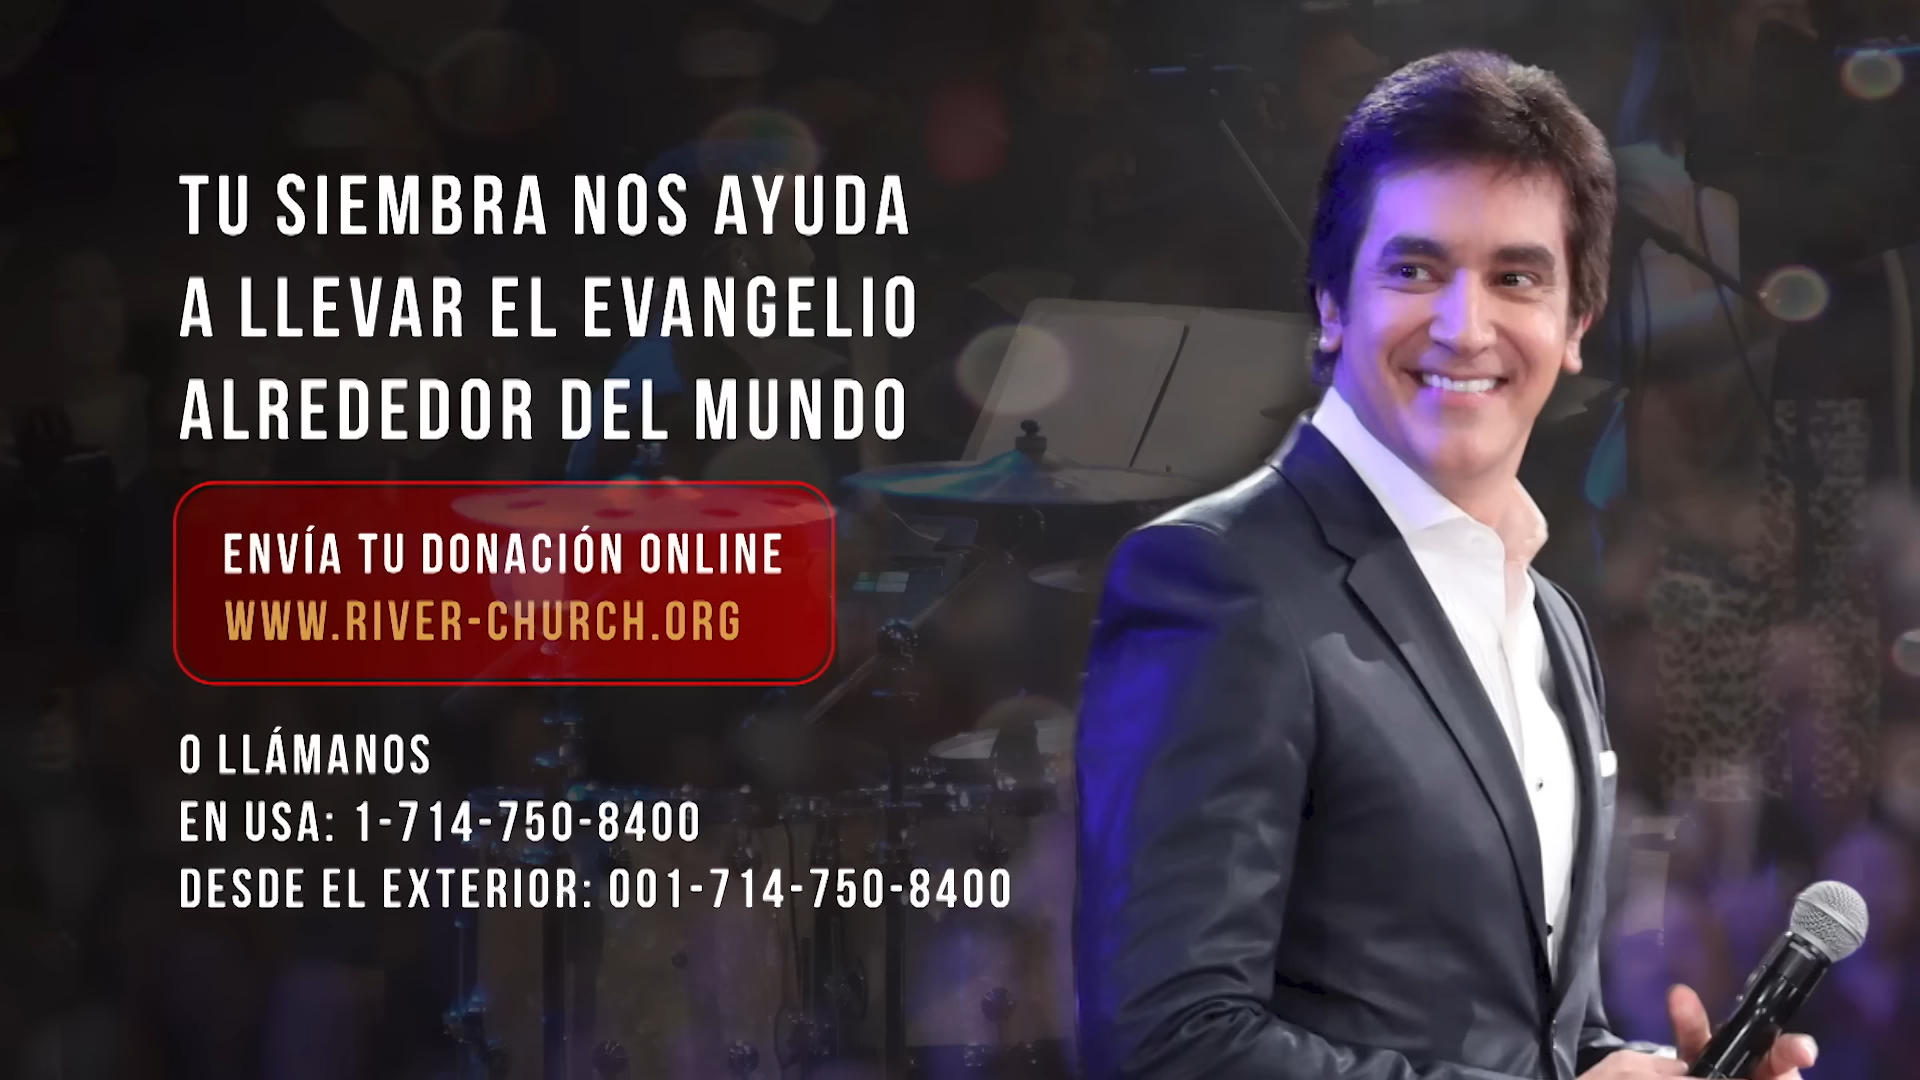 TU SIEMBRA NOS AYUDA
A LLEVAR EL EVANGELIO
ALREDEDOR DEL MUNDO
ENVÍA TU DONACIÓN ONLINE
WWW.RIVER-CHURCH.ORG
O LLÁMANOS
EN USA: 1-714-750-8400
DESDE EL EXTERIOR: 001-714-750-8400